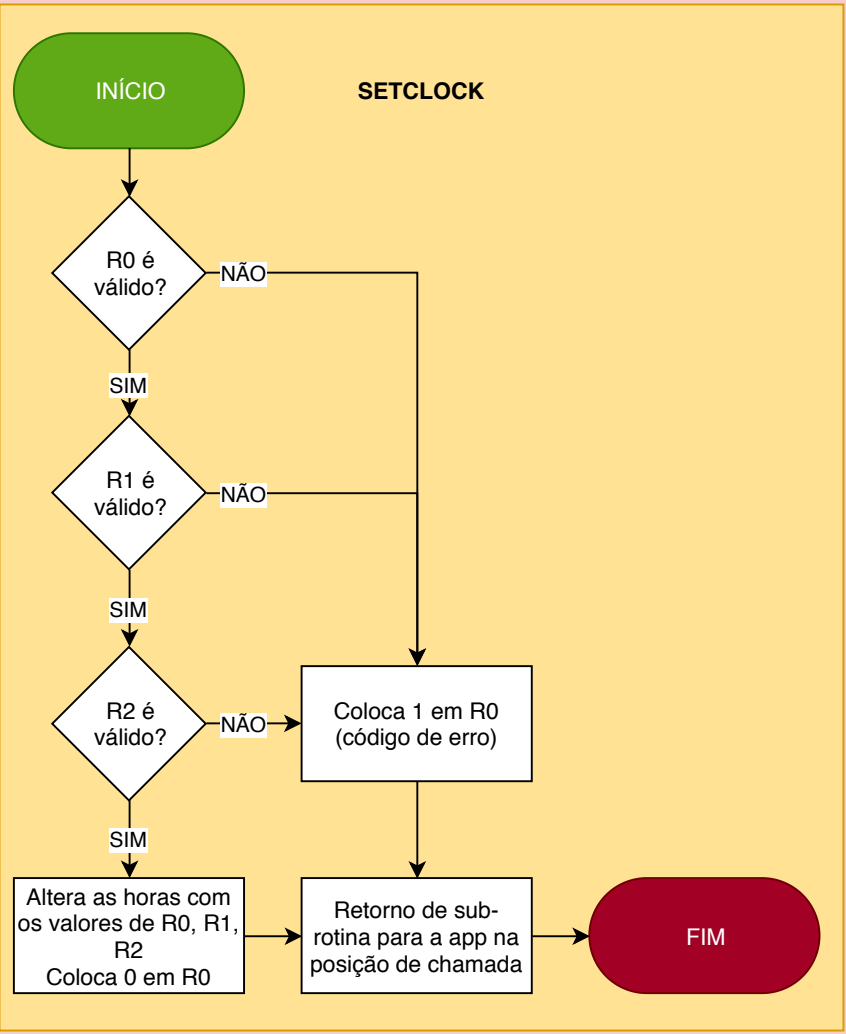 INÍCIO
SETCLOCK
R0 é
válido?
NÃO
SIM
R1 é
válido?
NÃO
SIM
R2 é
válido?
NÃO
Coloca 1 em R0
(código de erro)
SIM
Altera as horas com
os valores de R0, R1,
R2
Coloca 0 em R0
Retorno de sub-
rotina para a app na
posição de chamada
FIM